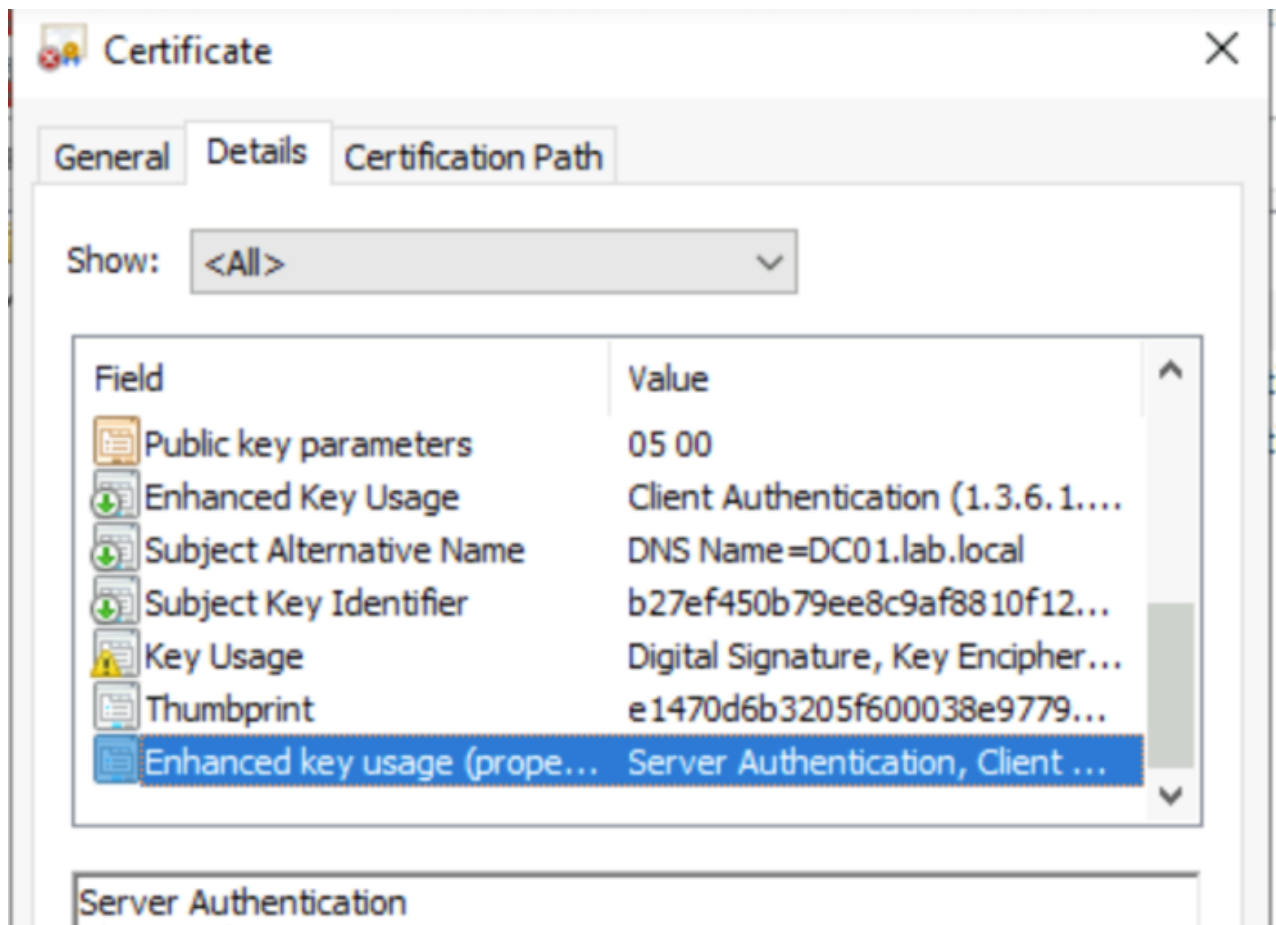 Certificate
General Details Certification Path
Show: <All>
Field Value
Public key parameters 05 00
Enhanced Key Usage Client Authentication (1.3.6.1....
Subject Alternative Name DNS Name=DC01.lab.local
Subject Key Identifier b27ef450b79ee8c9af8810f12...
Key Usage Digital Signature, Key Encipher...
Thumbprint e1470d6b3205f600038e9779...
Enhanced key usage (prope... Server Authentication, Client ...
Server Authentication